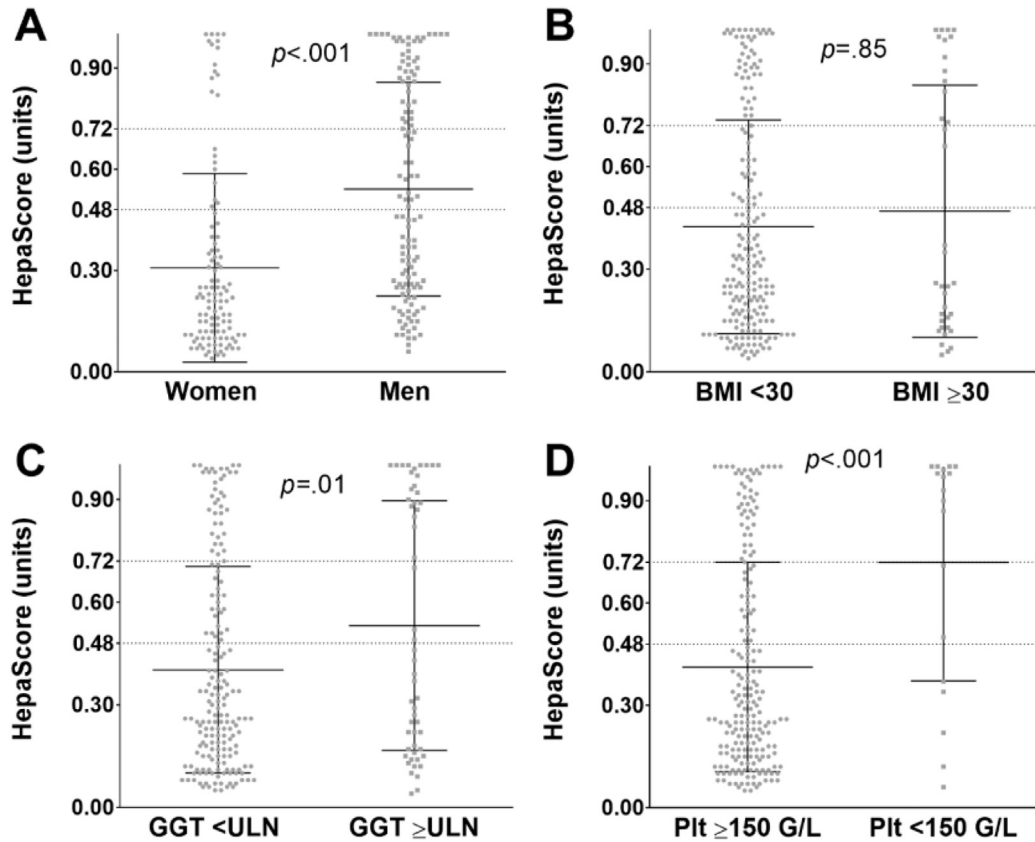 A
p<.001
HepaScore (units)
0.90
0.72
0.60
0.48
0.30
0.00
Women
Men
B
p=.85
HepaScore (units)
0.90
0.72
0.60
0.48
0.30
0.00
BMI <30
BMI ≥30
C
p=.01
HepaScore (units)
0.90
0.72
0.60
0.48
0.30
0.00
GGT <ULN
GGT ≥ULN
D
p<.001
HepaScore (units)
0.90
0.72
0.60
0.48
0.30
0.00
Plt ≥150 G/L
Plt <150 G/L